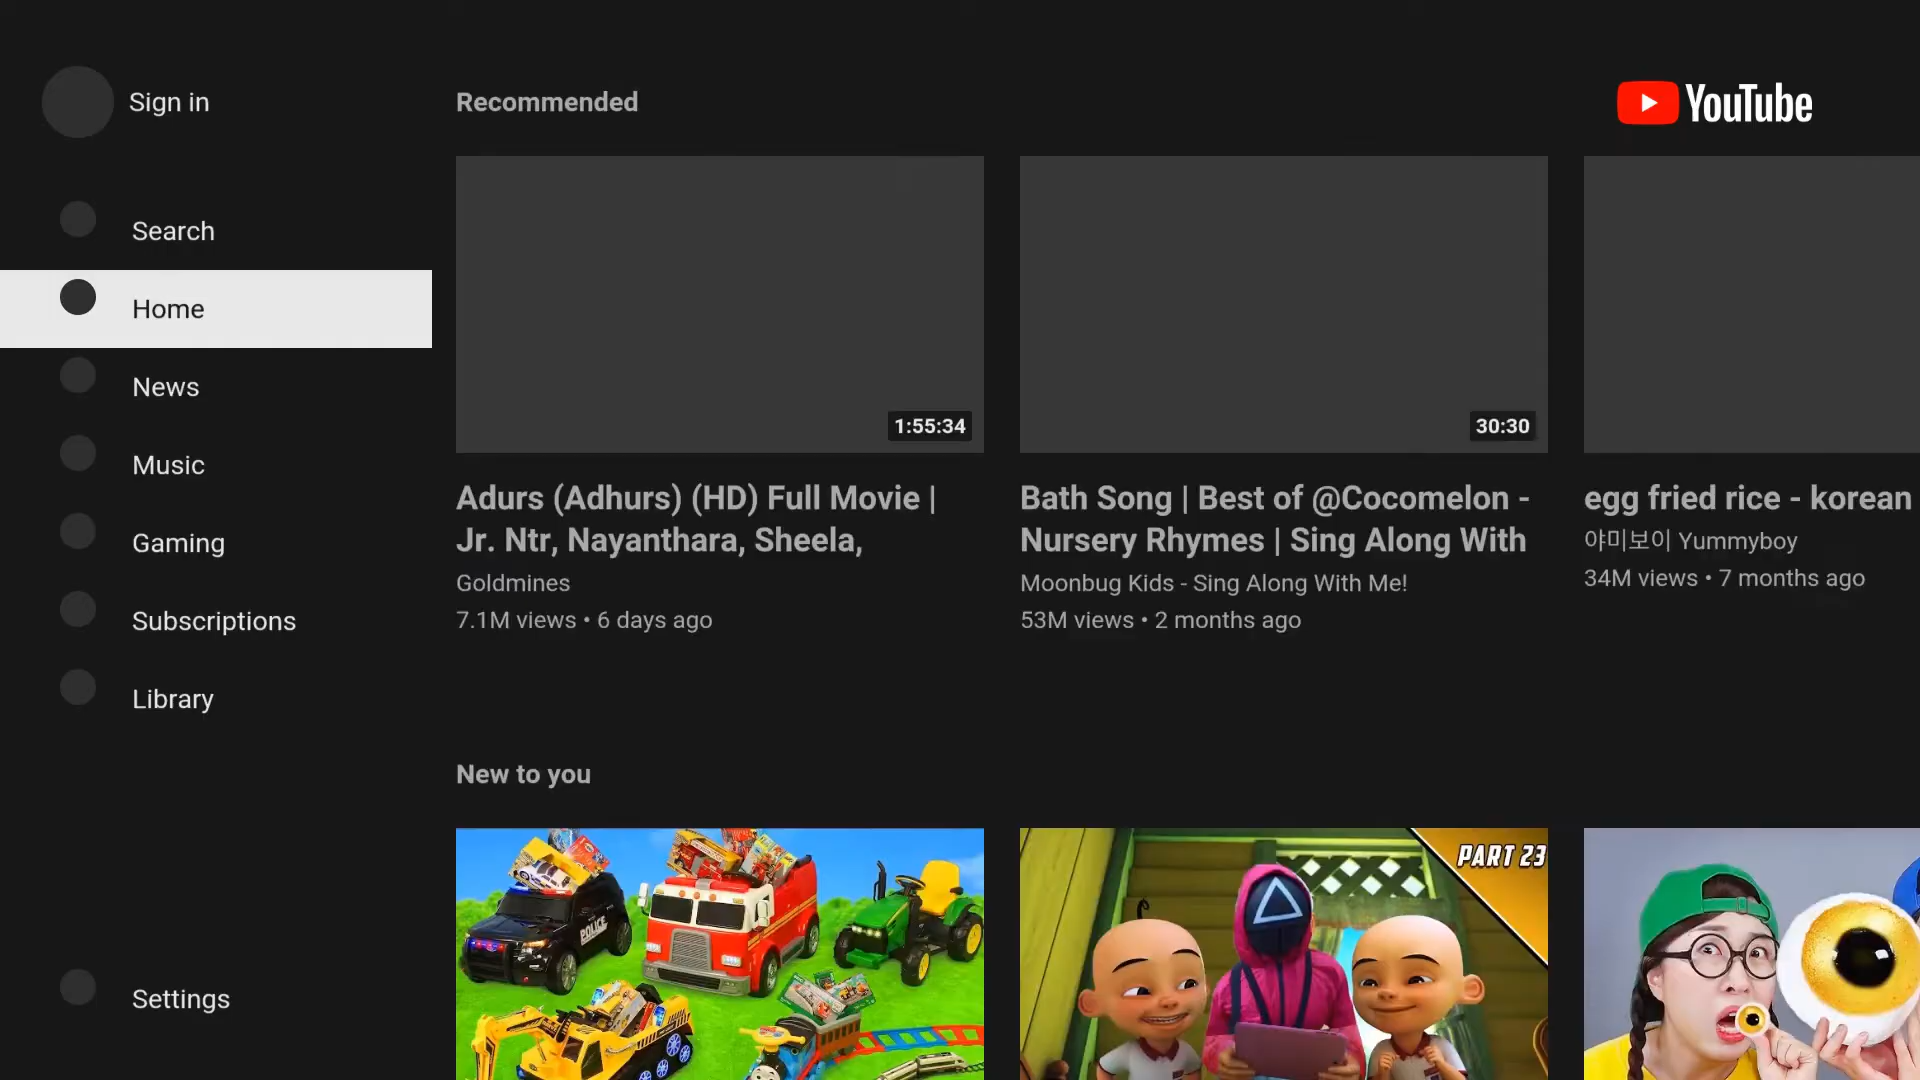 Sign in
Search
Home
News
Music
Gaming
Subscriptions
Library
Settings
YouTube
Recommended
1:55:34
Adurs (Adhurs) (HD) Full Movie |
Jr. Ntr, Nayanthara, Sheela,
Goldmines
7.1M views • 6 days ago
30:30
Bath Song | Best of @Cocomelon -
Nursery Rhymes | Sing Along With
Moonbug Kids - Sing Along With Me!
53M views • 2 months ago
egg fried rice - korean
야미보이 Yummyboy
34M views • 7 months ago
New to you
POLICE
PART 23